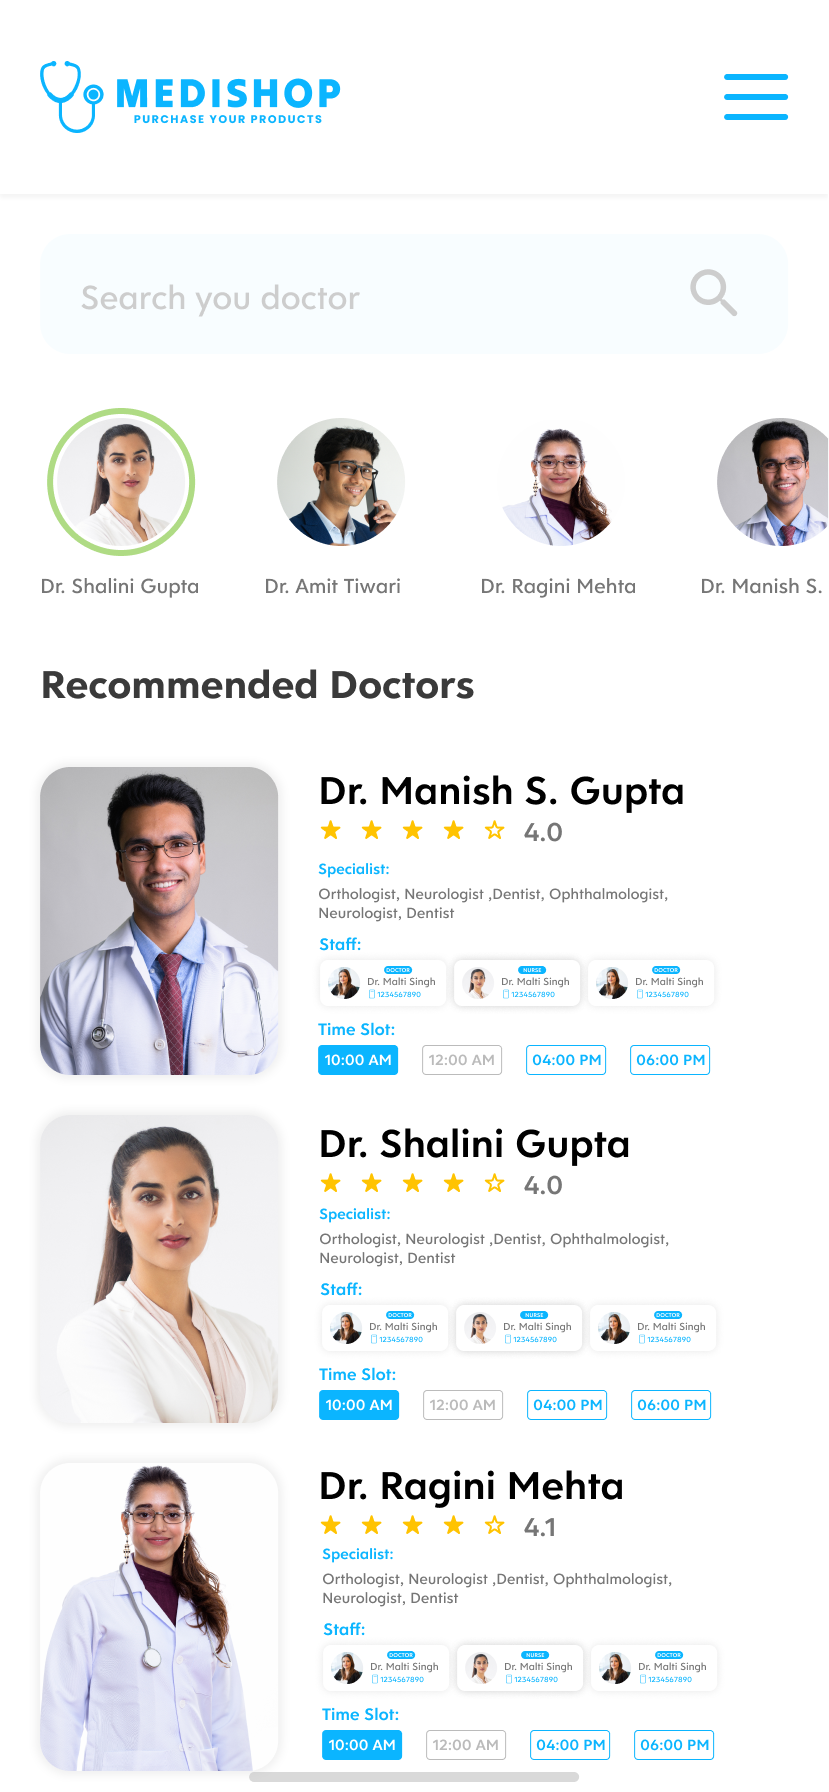 MEDISHOP
PURCHASE YOUR PRODUCTS
Search you doctor
Dr. Shalini Gupta
Dr. Amit Tiwari
Dr. Ragini Mehta
Dr. Manish S.
Recommended Doctors
Dr. Manish S. Gupta
4.0
Specialist:
Orthologist, Neurologist ,Dentist, Ophthalmologist,
Neurologist, Dentist
Staff:
DOCTOR NURSE DOCTOR
Dr. Malti Singh Dr. Malti Singh Dr. Malti Singh
1234567890 1234567890 1234567890
Time Slot:
10:00 AM 12:00 AM 04:00 PM 06:00 PM
Dr. Shalini Gupta
4.0
Specialist:
Orthologist, Neurologist ,Dentist, Ophthalmologist,
Neurologist, Dentist
Staff:
DOCTOR NURSE DOCTOR
Dr. Malti Singh Dr. Malti Singh Dr. Malti Singh
1234567890 1234567890 1234567890
Time Slot:
10:00 AM 12:00 AM 04:00 PM 06:00 PM
Dr. Ragini Mehta
4.1
Specialist:
Orthologist, Neurologist ,Dentist, Ophthalmologist,
Neurologist, Dentist
Staff:
DOCTOR NURSE DOCTOR
Dr. Malti Singh Dr. Malti Singh Dr. Malti Singh
1234567890 1234567890 1234567890
Time Slot:
10:00 AM 12:00 AM 04:00 PM 06:00 PM